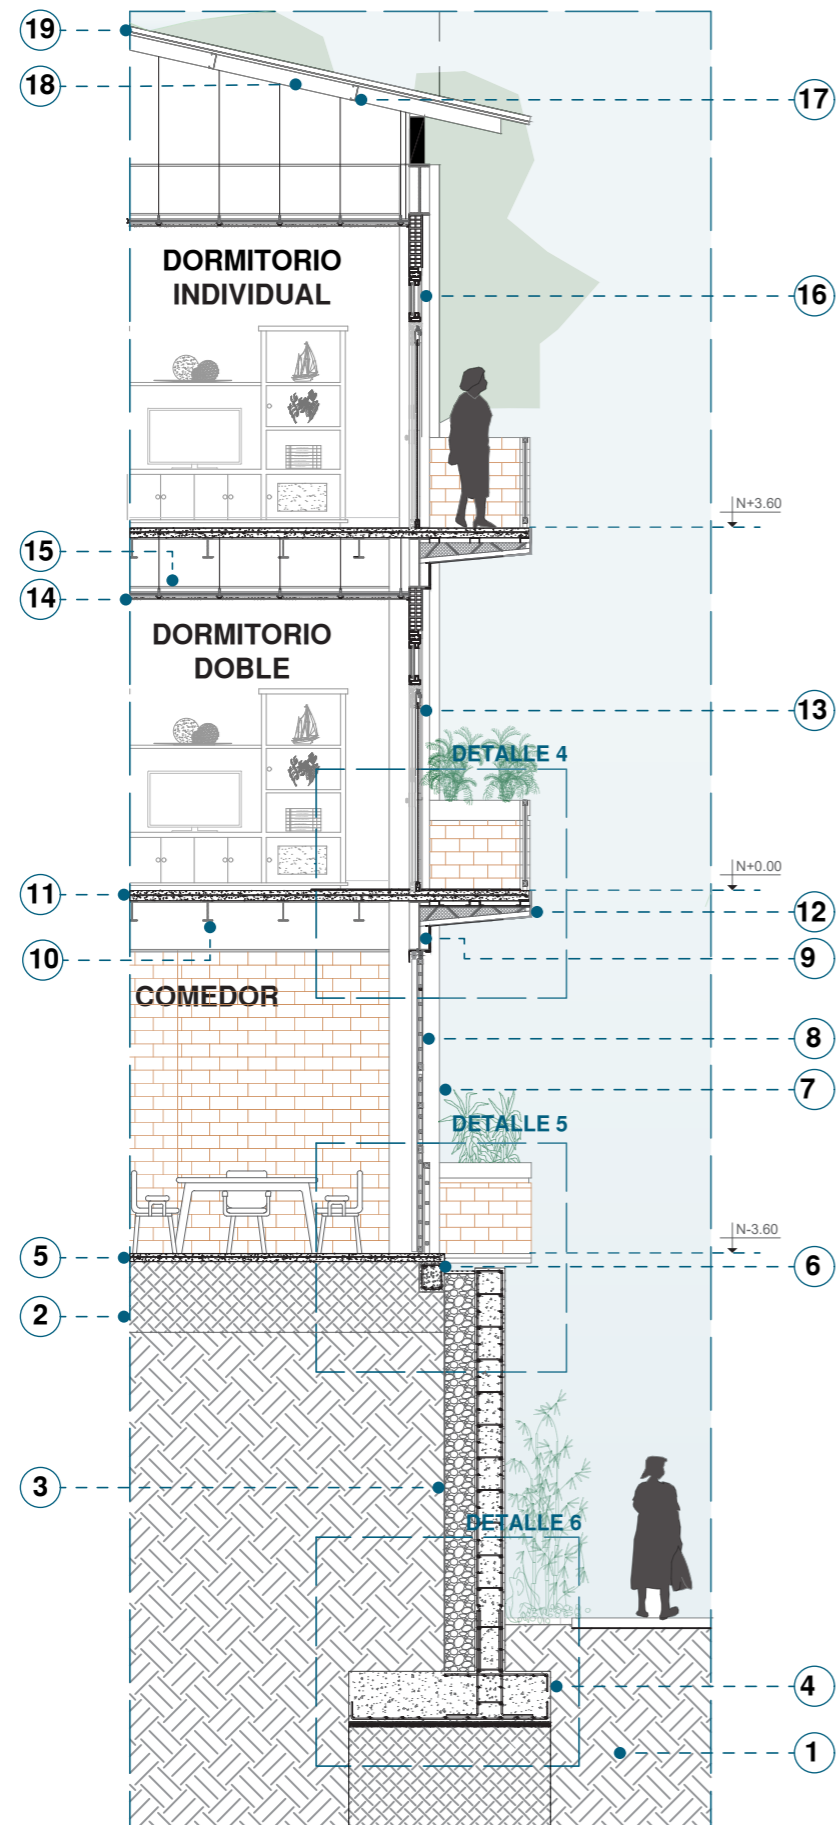 19
18
17
DORMITORIO
INDIVIDUAL
16
N+3.60
15
14
DORMITORIO
DOBLE
13
DETALLE 4
N+0.00
11
12
10
9
COMEDOR
8
7
DETALLE 5
N-3.60
5
6
2
3
DETALLE 6
4
1